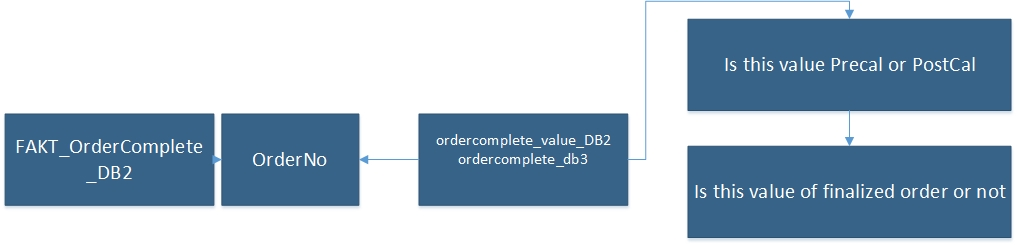 FAKT_OrderComplete
_DB2
OrderNo
ordercomplete_value_DB2
ordercomplete_db3
Is this value Precal or PostCal
Is this value of finalized order or not